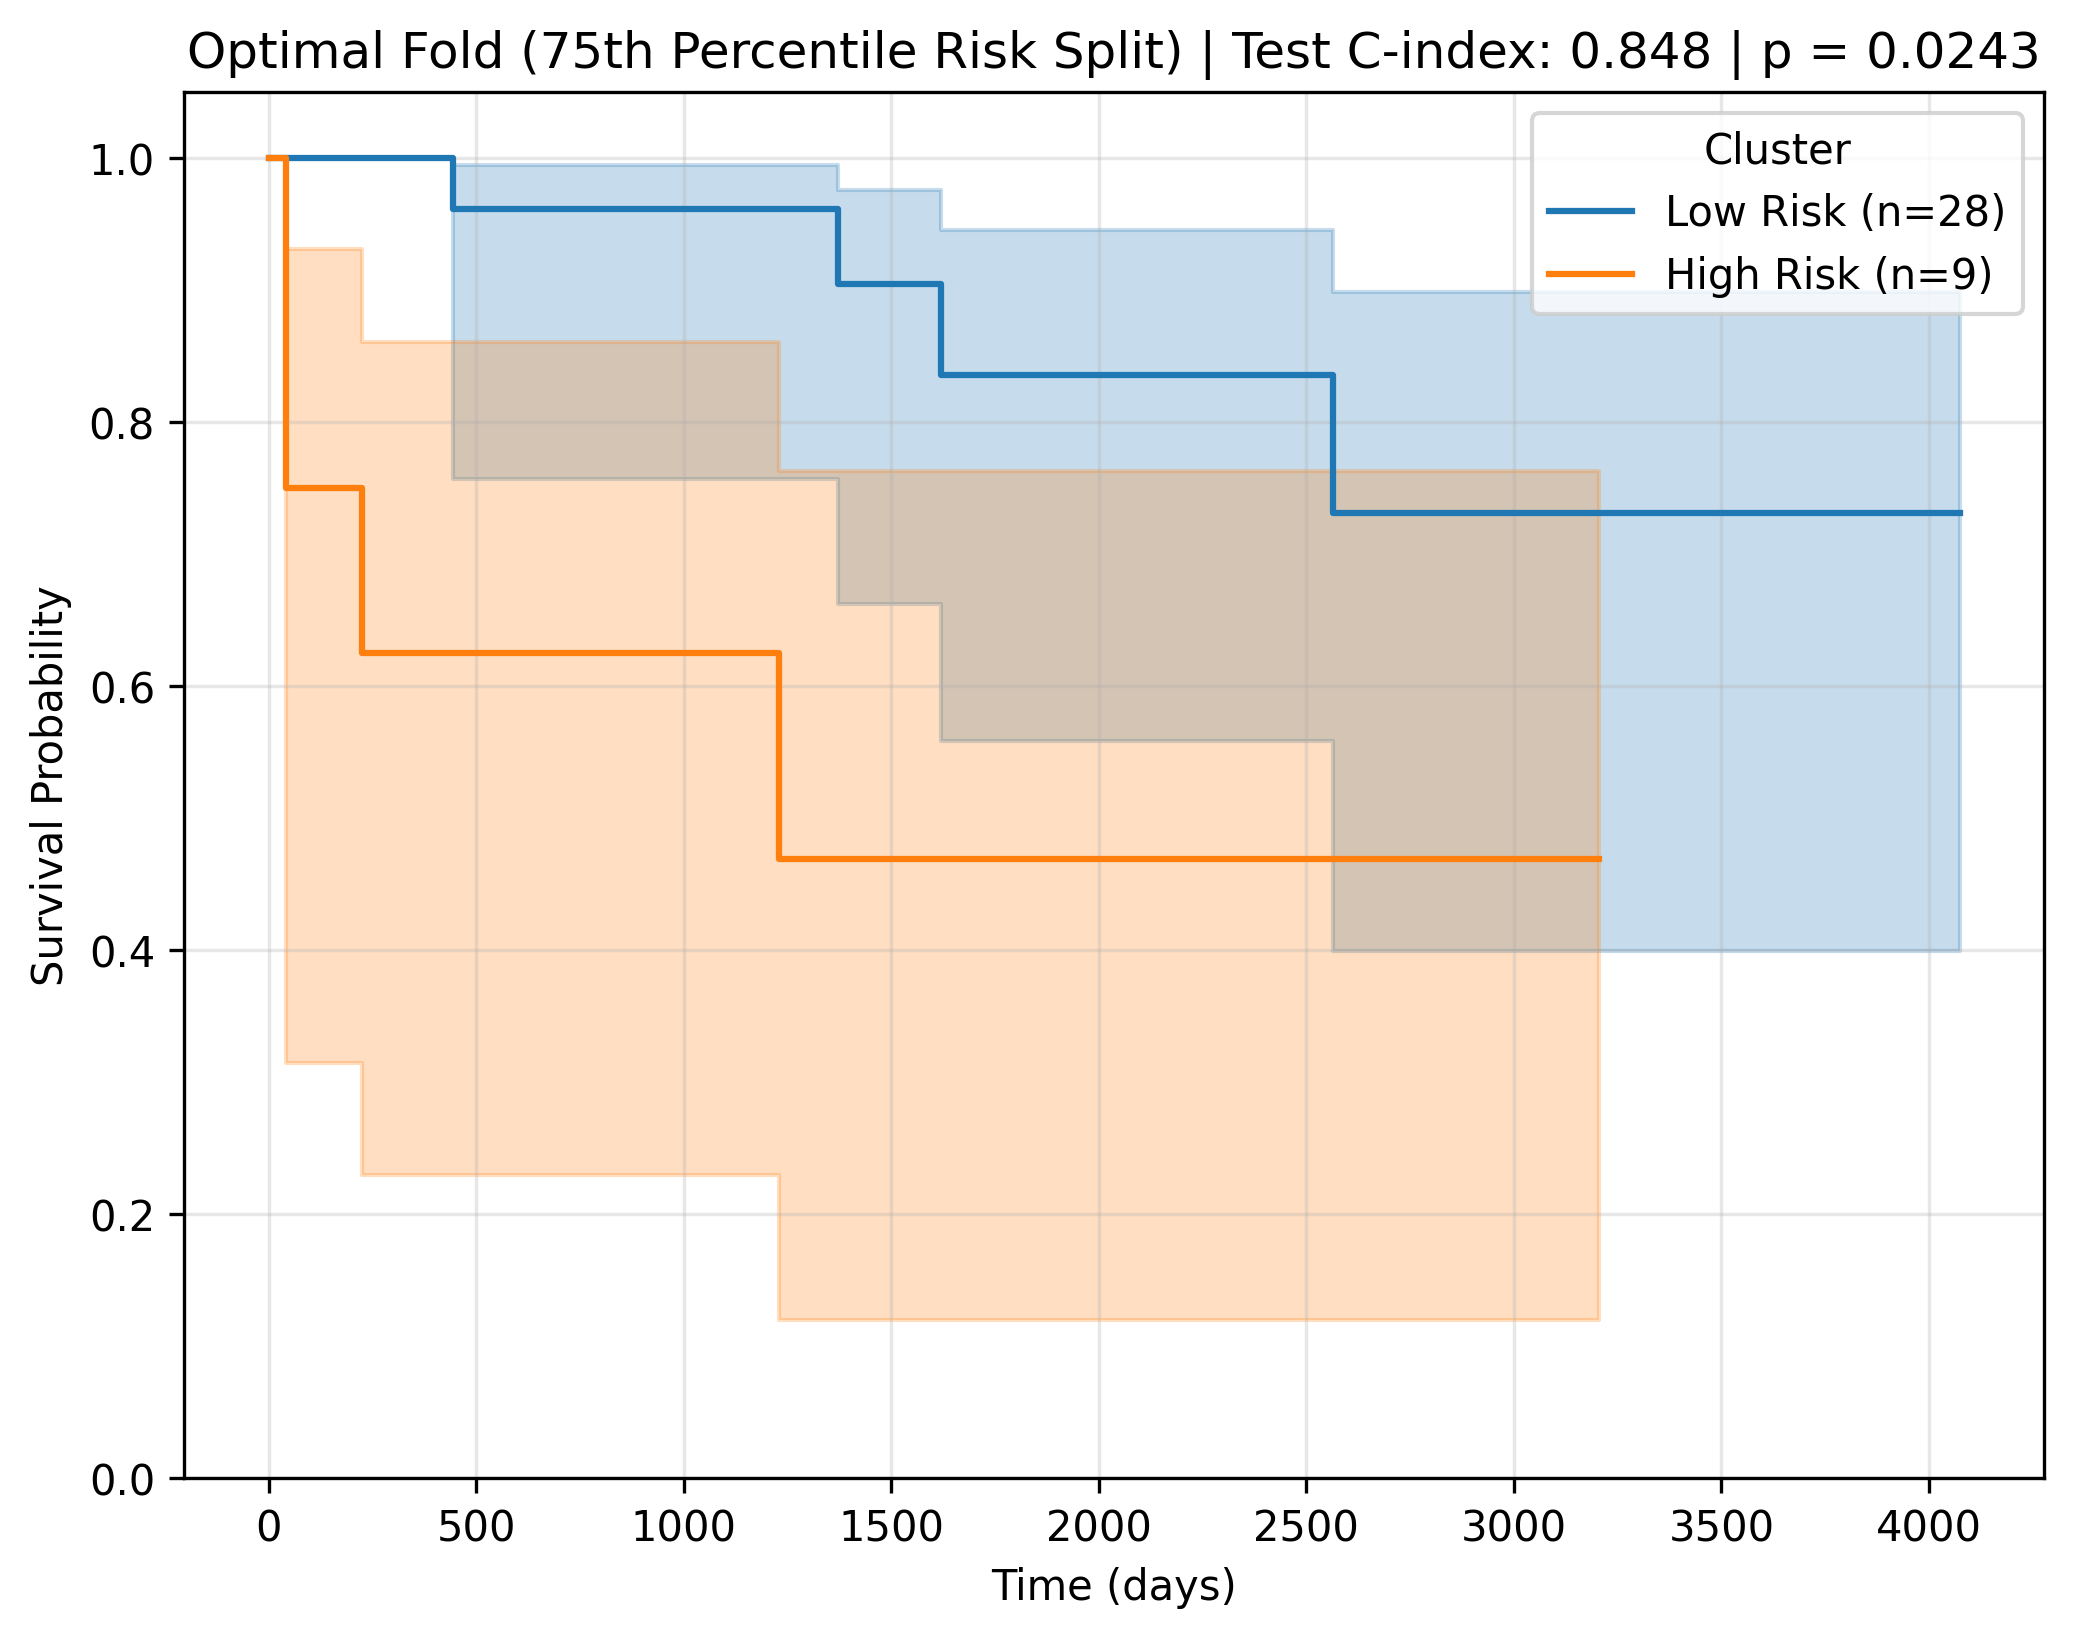 Optimal Fold (75th Percentile Risk Split) | Test C-index: 0.848 | p = 0.0243
Cluster
Low Risk (n=28)
High Risk (n=9)
1.0
0.8
0.6
0.4
0.2
0.0
Survival Probability
0 500 1000 1500 2000 2500 3000 3500 4000
Time (days)